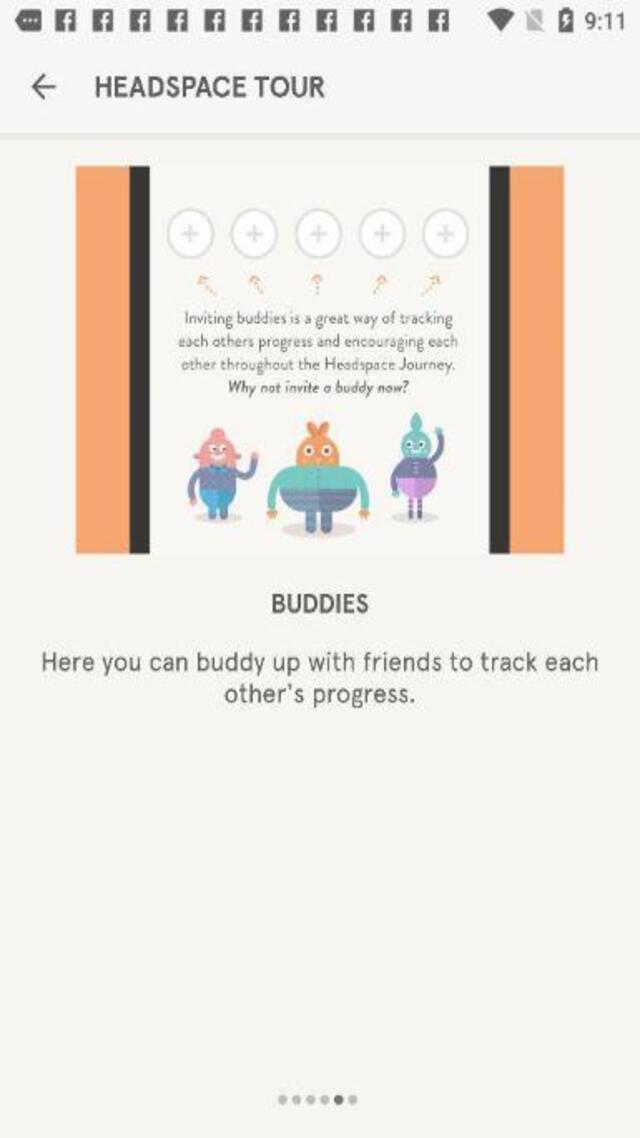 9:11
HEADSPACE TOUR
Inviting buddies is a great way of tracking
each others progress and encouraging each
other throughout the Headspace Journey.
Why not invite a buddy now?
BUDDIES
Here you can buddy up with friends to track each
other's progress.